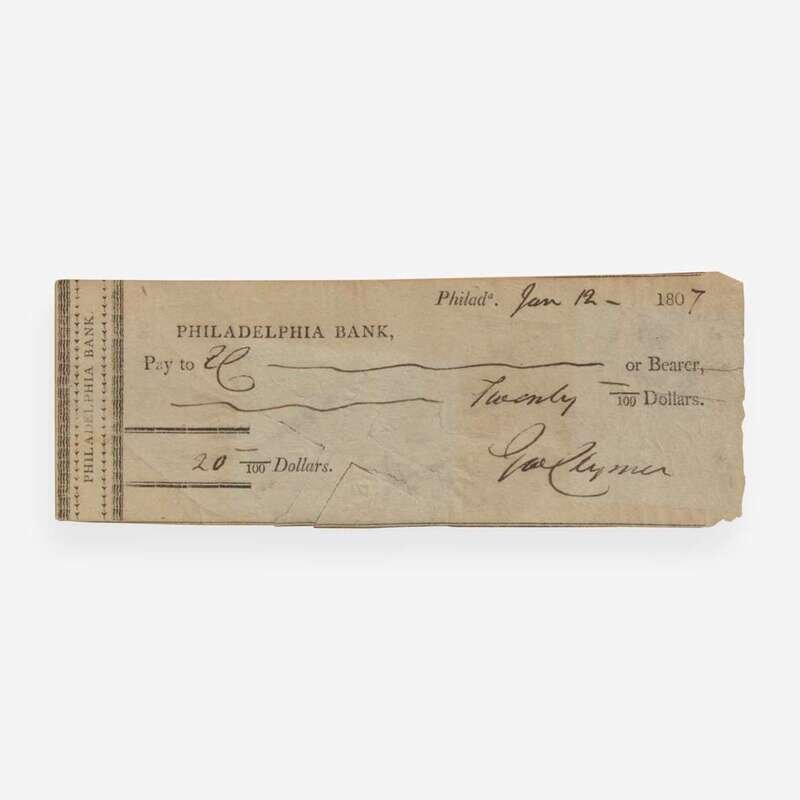 PHILADELPHIA BANK.
Philadª. Jan 12 – 1807
PHILADELPHIA BANK,
Pay to or Bearer,
Twenty –/100 Dollars.
20 –/100 Dollars.
Geo Clymer